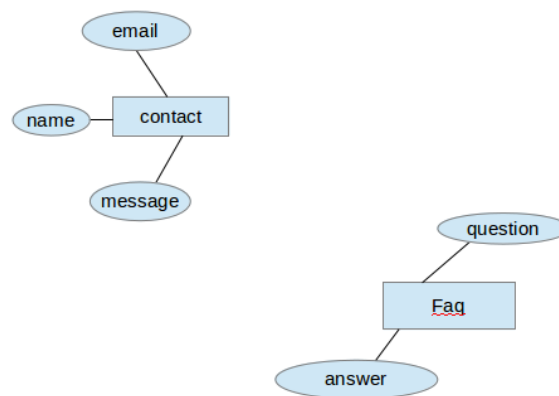 email
name
contact
message
question
Faq
answer